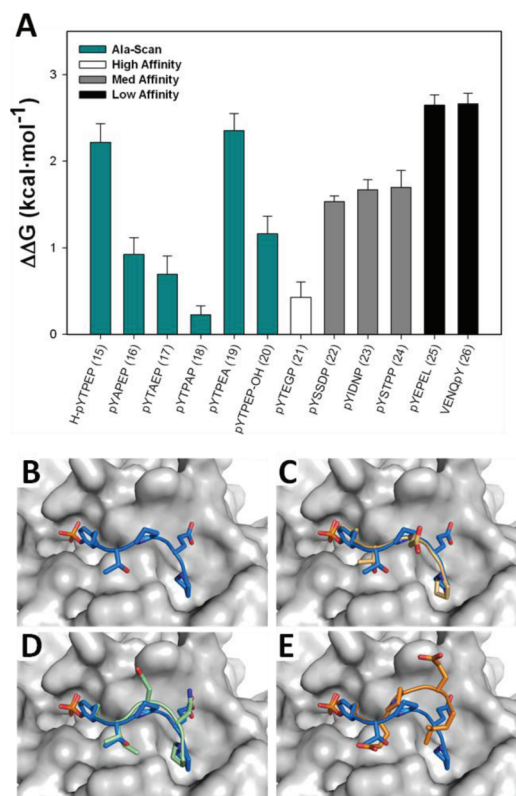 A
Ala-Scan
High Affinity
Med Affinity
Low Affinity
ΔΔG (kcal·mol⁻¹)
3
2
1
0
H-pYTPEP (15)
pYAPEP (16)
pYTAEP (17)
pYTPAP (18)
pYTPEA (19)
pYTPEP-OH (20)
pYTEGP (21)
pYSSDP (22)
pYIDNP (23)
pYSTPP (24)
pYEPEL (25)
VENQpY (26)
B
C
D
E